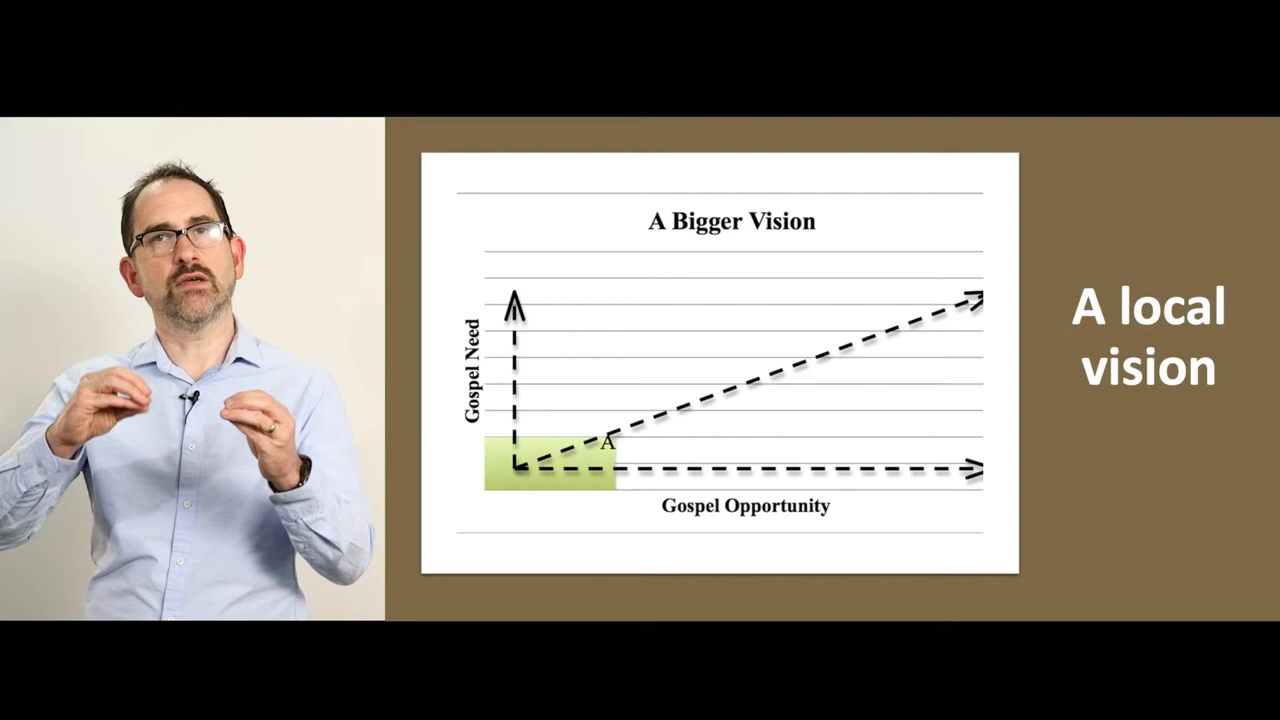 A Bigger Vision
Gospel Need
A
Gospel Opportunity
A local
vision